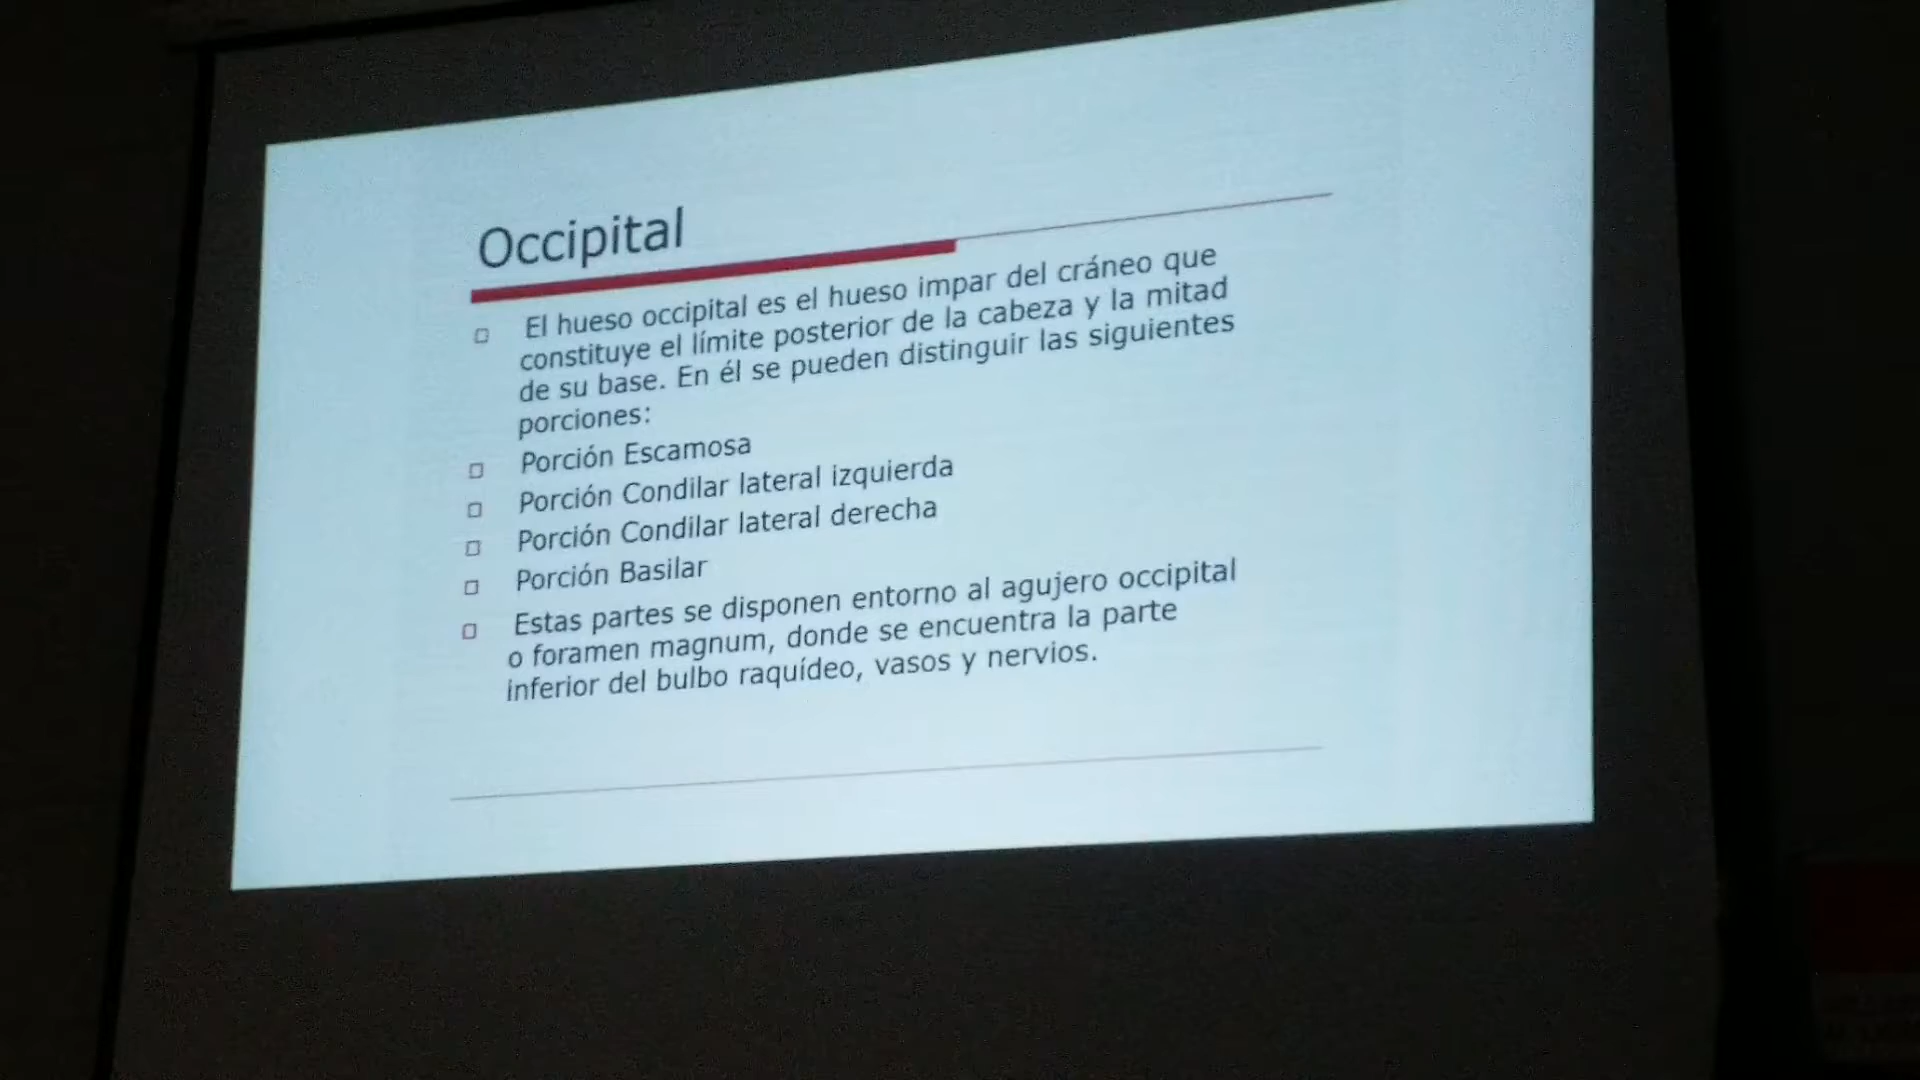 Occipital
El hueso occipital es el hueso impar del cráneo que
constituye el límite posterior de la cabeza y la mitad
de su base. En él se pueden distinguir las siguientes
porciones:
Porción Escamosa
Porción Condilar lateral izquierda
Porción Condilar lateral derecha
Porción Basilar
Estas partes se disponen entorno al agujero occipital
o foramen magnum, donde se encuentra la parte
inferior del bulbo raquídeo, vasos y nervios.